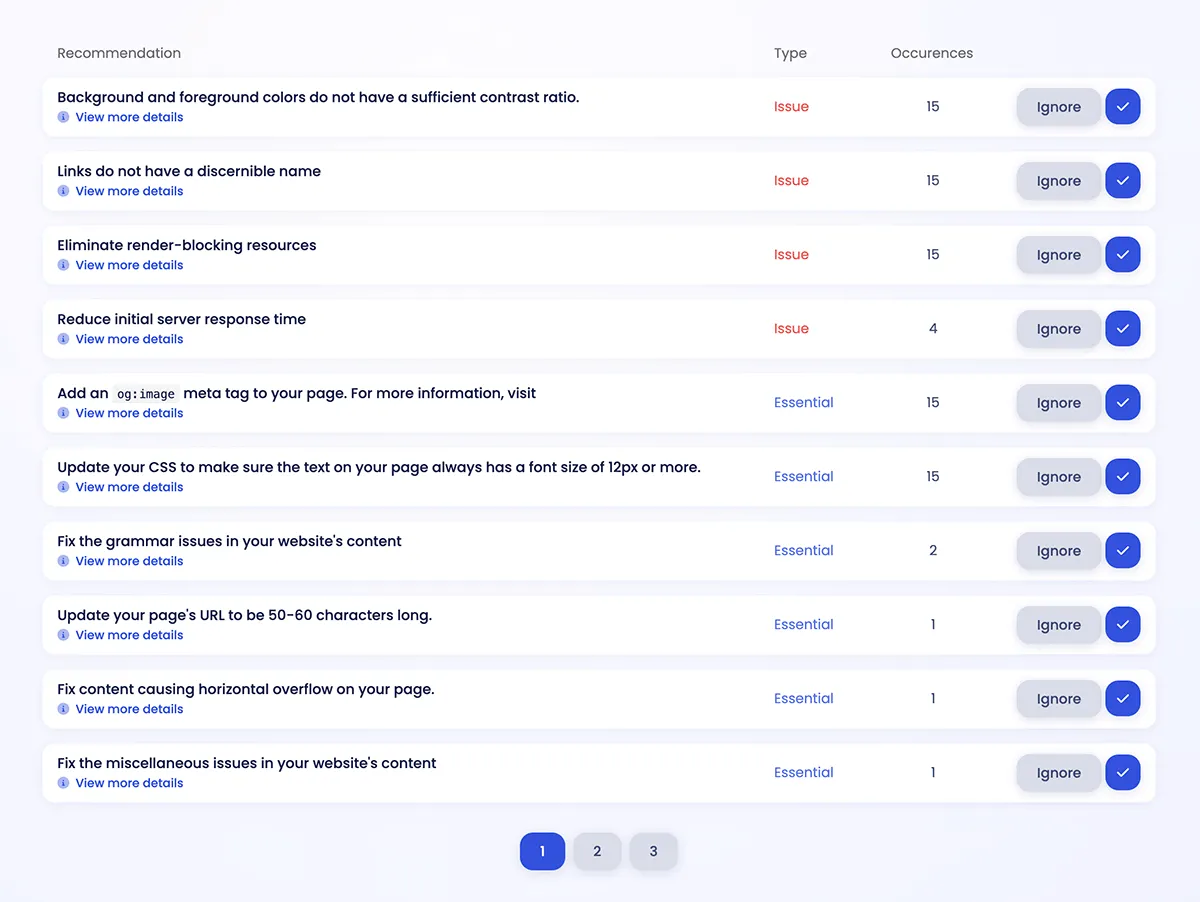 Recommendation Type Occurences
Background and foreground colors do not have a sufficient contrast ratio.
View more details
Issue 15 Ignore
Links do not have a discernible name
View more details
Issue 15 Ignore
Eliminate render-blocking resources
View more details
Issue 15 Ignore
Reduce initial server response time
View more details
Issue 4 Ignore
Add an og:image meta tag to your page. For more information, visit
View more details
Essential 15 Ignore
Update your CSS to make sure the text on your page always has a font size of 12px or more.
View more details
Essential 15 Ignore
Fix the grammar issues in your website's content
View more details
Essential 2 Ignore
Update your page's URL to be 50-60 characters long.
View more details
Essential 1 Ignore
Fix content causing horizontal overflow on your page.
View more details
Essential 1 Ignore
Fix the miscellaneous issues in your website's content
View more details
Essential 1 Ignore
1 2 3